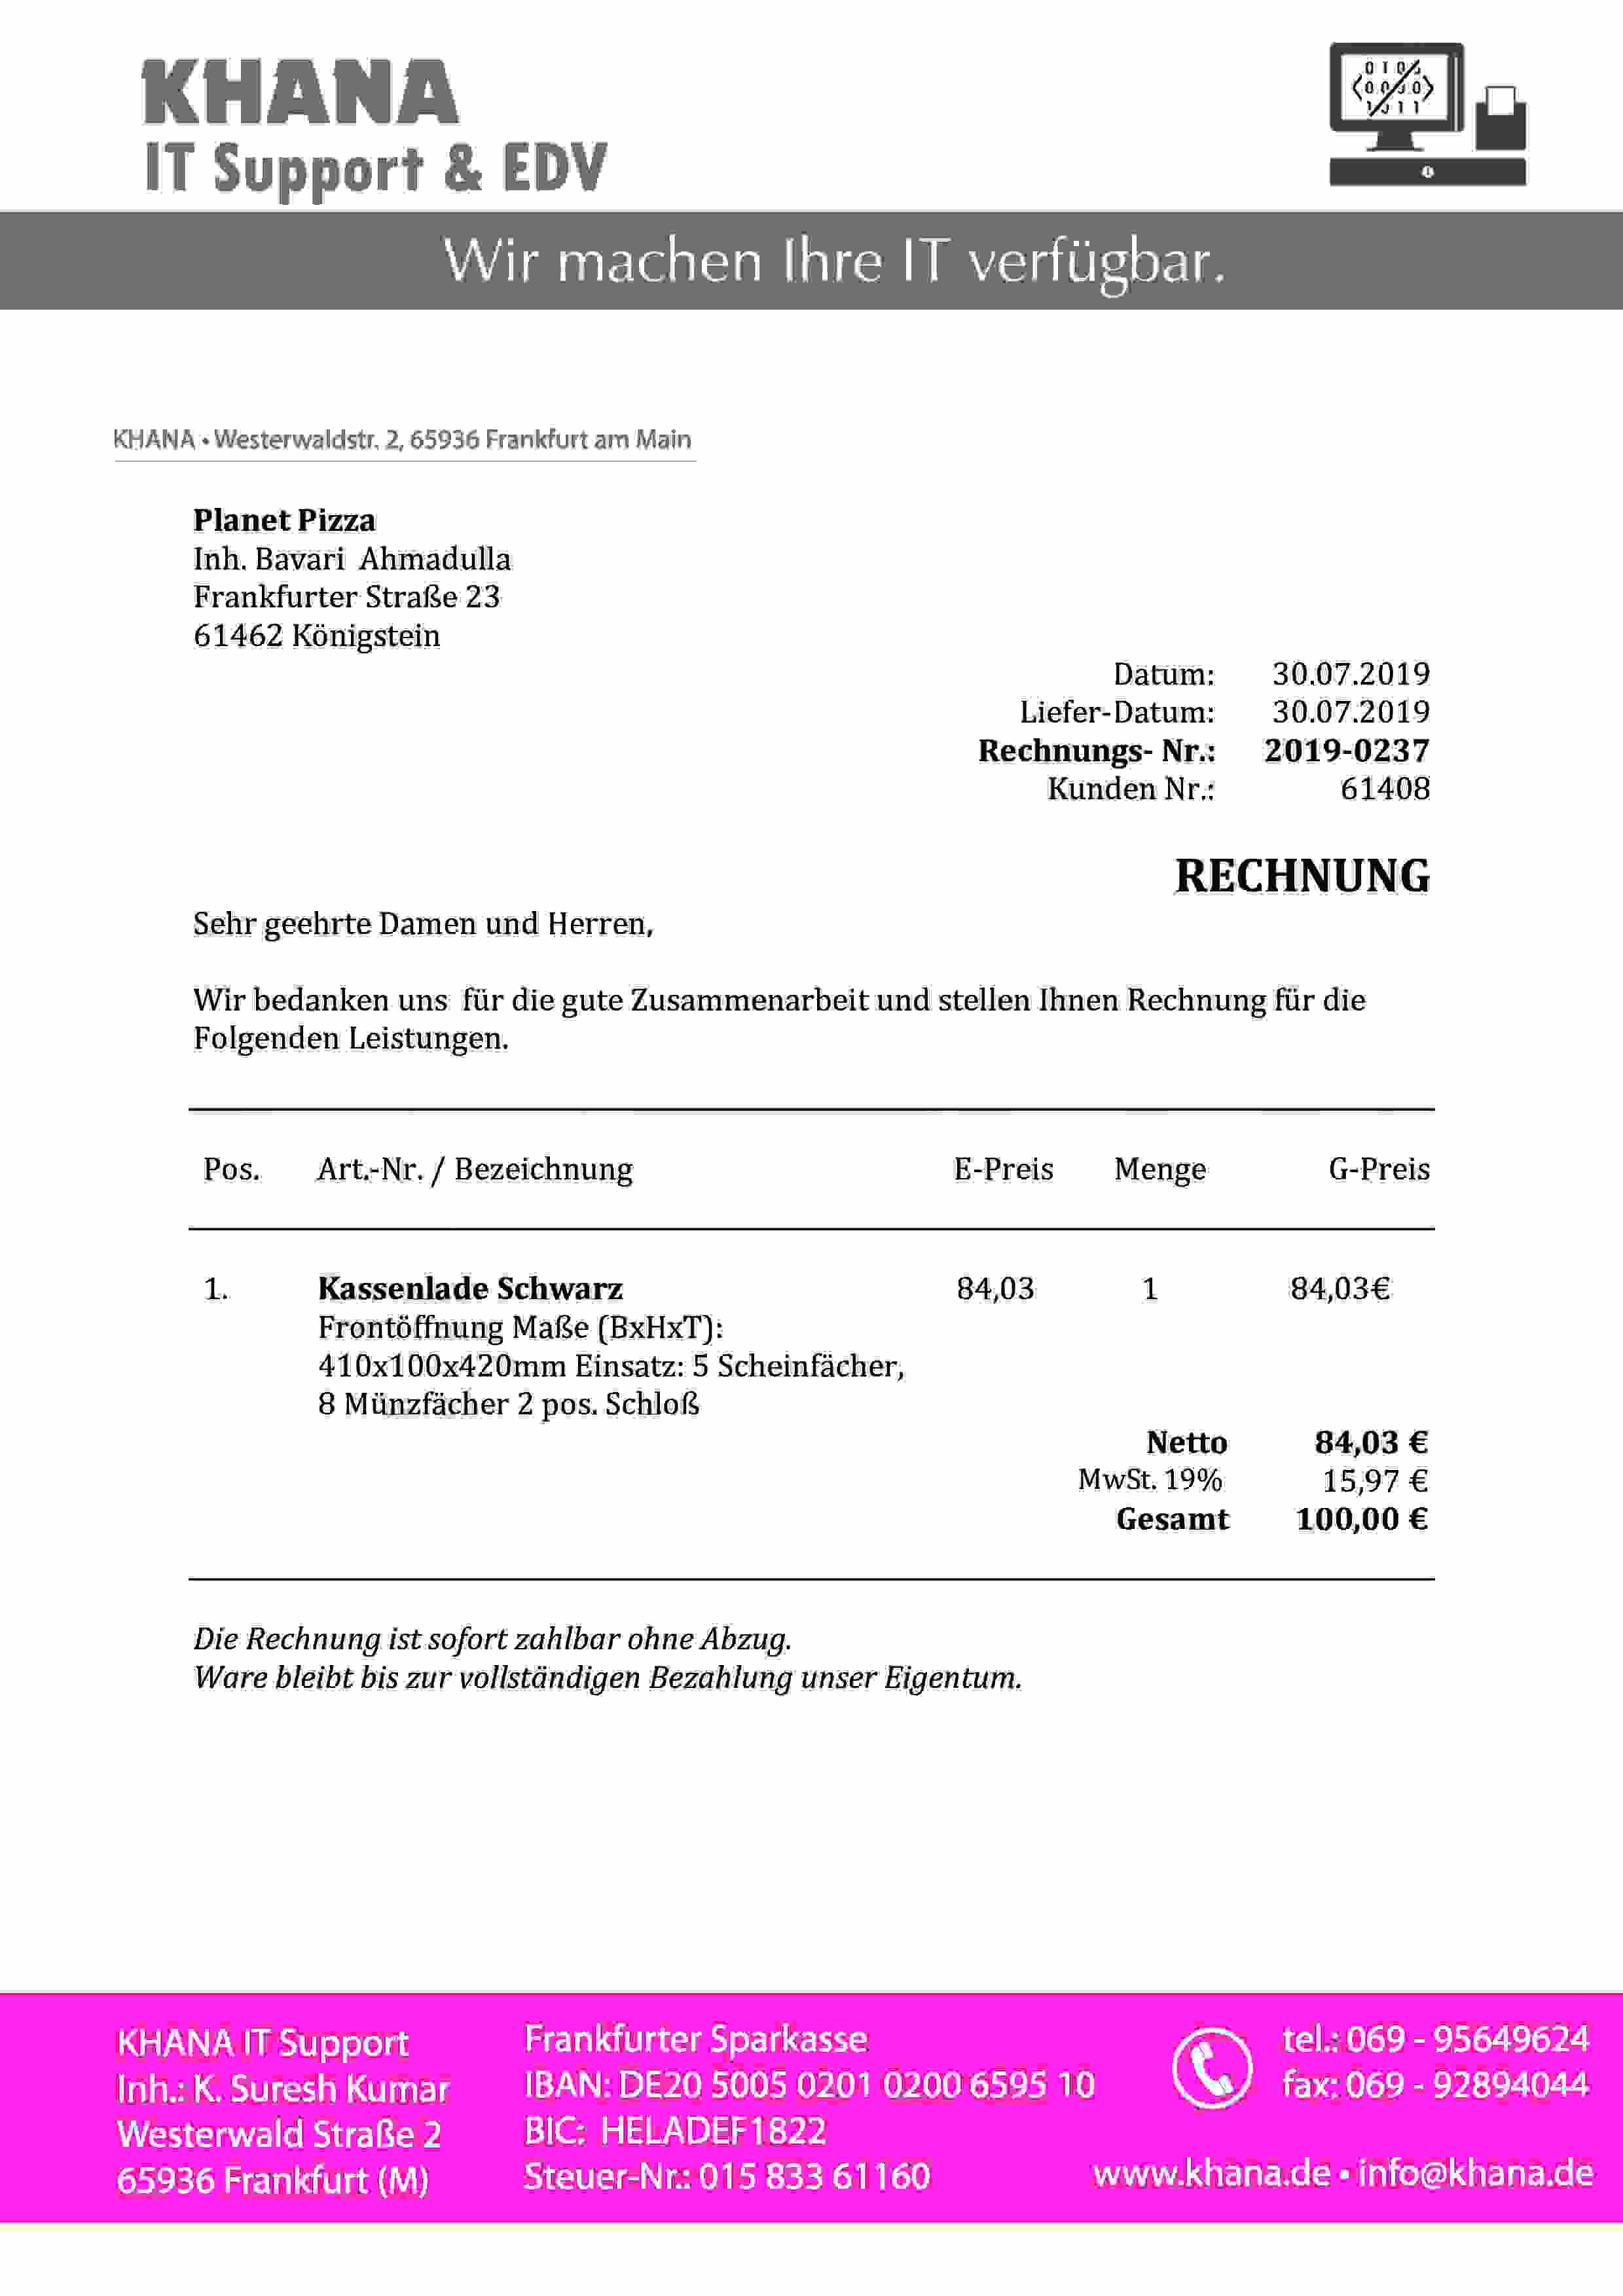 KHANA
IT Support & EDV
Wir machen Ihre IT verfügbar.
KHANA • Westerwaldstr. 2, 65936 Frankfurt am Main
Planet Pizza
Inh. Bavari Ahmadulla
Frankfurter Straße 23
61462 Königstein
Datum: 30.07.2019
Liefer-Datum: 30.07.2019
Rechnungs- Nr.: 2019-0237
Kunden Nr.: 61408
RECHNUNG
Sehr geehrte Damen und Herren,
Wir bedanken uns für die gute Zusammenarbeit und stellen Ihnen Rechnung für die
Folgenden Leistungen.
Pos. Art.-Nr. / Bezeichnung E-Preis Menge G-Preis
1. Kassenlade Schwarz 84,03 1 84,03€
Frontöffnung Maße (BxHxT):
410x100x420mm Einsatz: 5 Scheinfächer,
8 Münzfächer 2 pos. Schloß
Netto 84,03 €
MwSt. 19% 15,97 €
Gesamt 100,00 €
Die Rechnung ist sofort zahlbar ohne Abzug.
Ware bleibt bis zur vollständigen Bezahlung unser Eigentum.
KHANA IT Support
Inh.: K. Suresh Kumar
Westerwald Straße 2
65936 Frankfurt (M)
Frankfurter Sparkasse
IBAN: DE20 5005 0201 0200 6595 10
BIC: HELADEF1822
Steuer-Nr.: 015 833 61160
tel.: 069 - 95649624
fax: 069 - 92894044
www.khana.de • info@khana.de